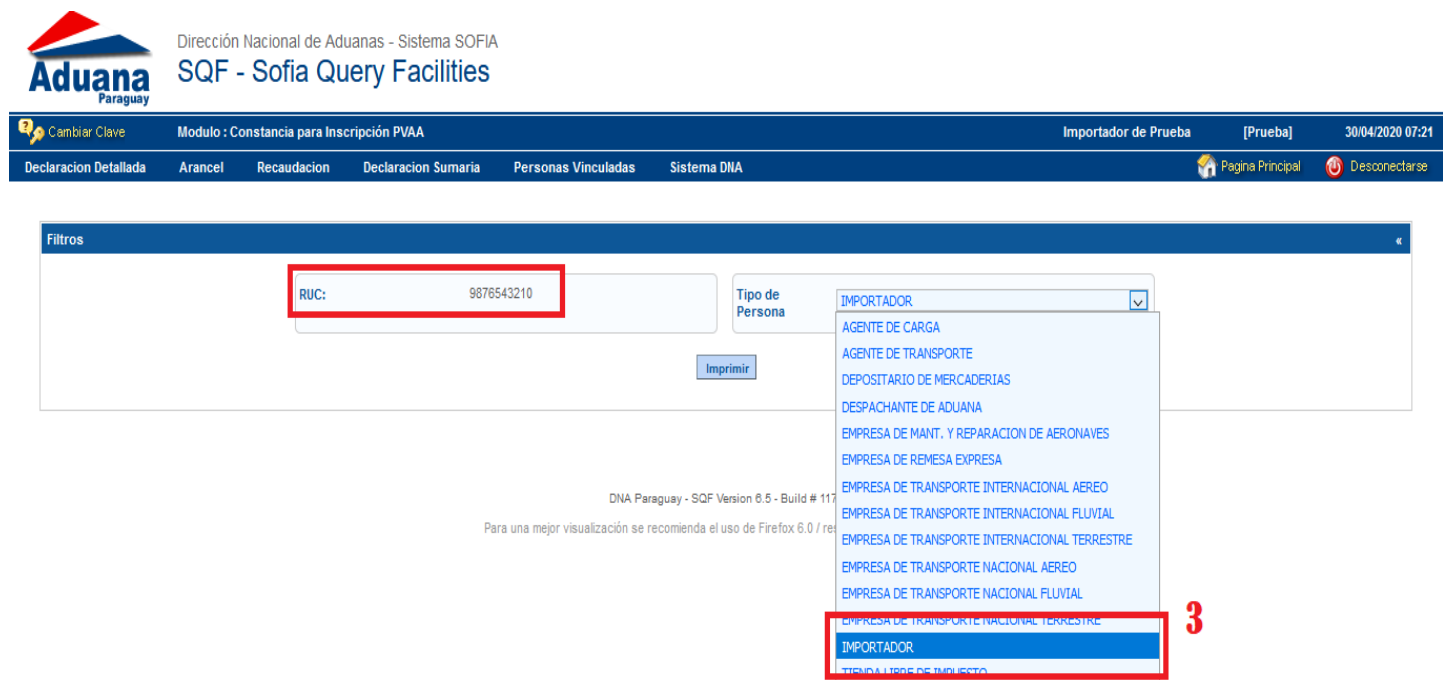 Aduana
Paraguay
Dirección Nacional de Aduanas - Sistema SOFIA
SQF - Sofia Query Facilities
Cambiar Clave
Modulo : Constancia para Inscripción PVAA
Importador de Prueba
[Prueba]
30/04/2020 07:21
Declaracion Detallada
Arancel
Recaudacion
Declaracion Sumaria
Personas Vinculadas
Sistema DNA
Pagina Principal
Desconectarse
Filtros
«
RUC:
9876543210
Tipo de
Persona
IMPORTADOR
AGENTE DE CARGA
AGENTE DE TRANSPORTE
DEPOSITARIO DE MERCADERIAS
DESPACHANTE DE ADUANA
EMPRESA DE MANT. Y REPARACION DE AERONAVES
EMPRESA DE REMESA EXPRESA
EMPRESA DE TRANSPORTE INTERNACIONAL AEREO
EMPRESA DE TRANSPORTE INTERNACIONAL FLUVIAL
EMPRESA DE TRANSPORTE INTERNACIONAL TERRESTRE
EMPRESA DE TRANSPORTE NACIONAL AEREO
EMPRESA DE TRANSPORTE NACIONAL FLUVIAL
EMPRESA DE TRANSPORTE NACIONAL TERRESTRE
IMPORTADOR
TIENDA LIBRE DE IMPUESTO
3
Imprimir
DNA Paraguay - SQF Version 6.5 - Build # 117
Para una mejor visualización se recomienda el uso de Firefox 6.0 /